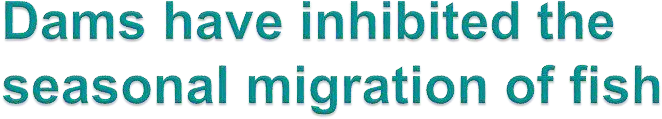 Dams have inhibited the
seasonal migration of fish